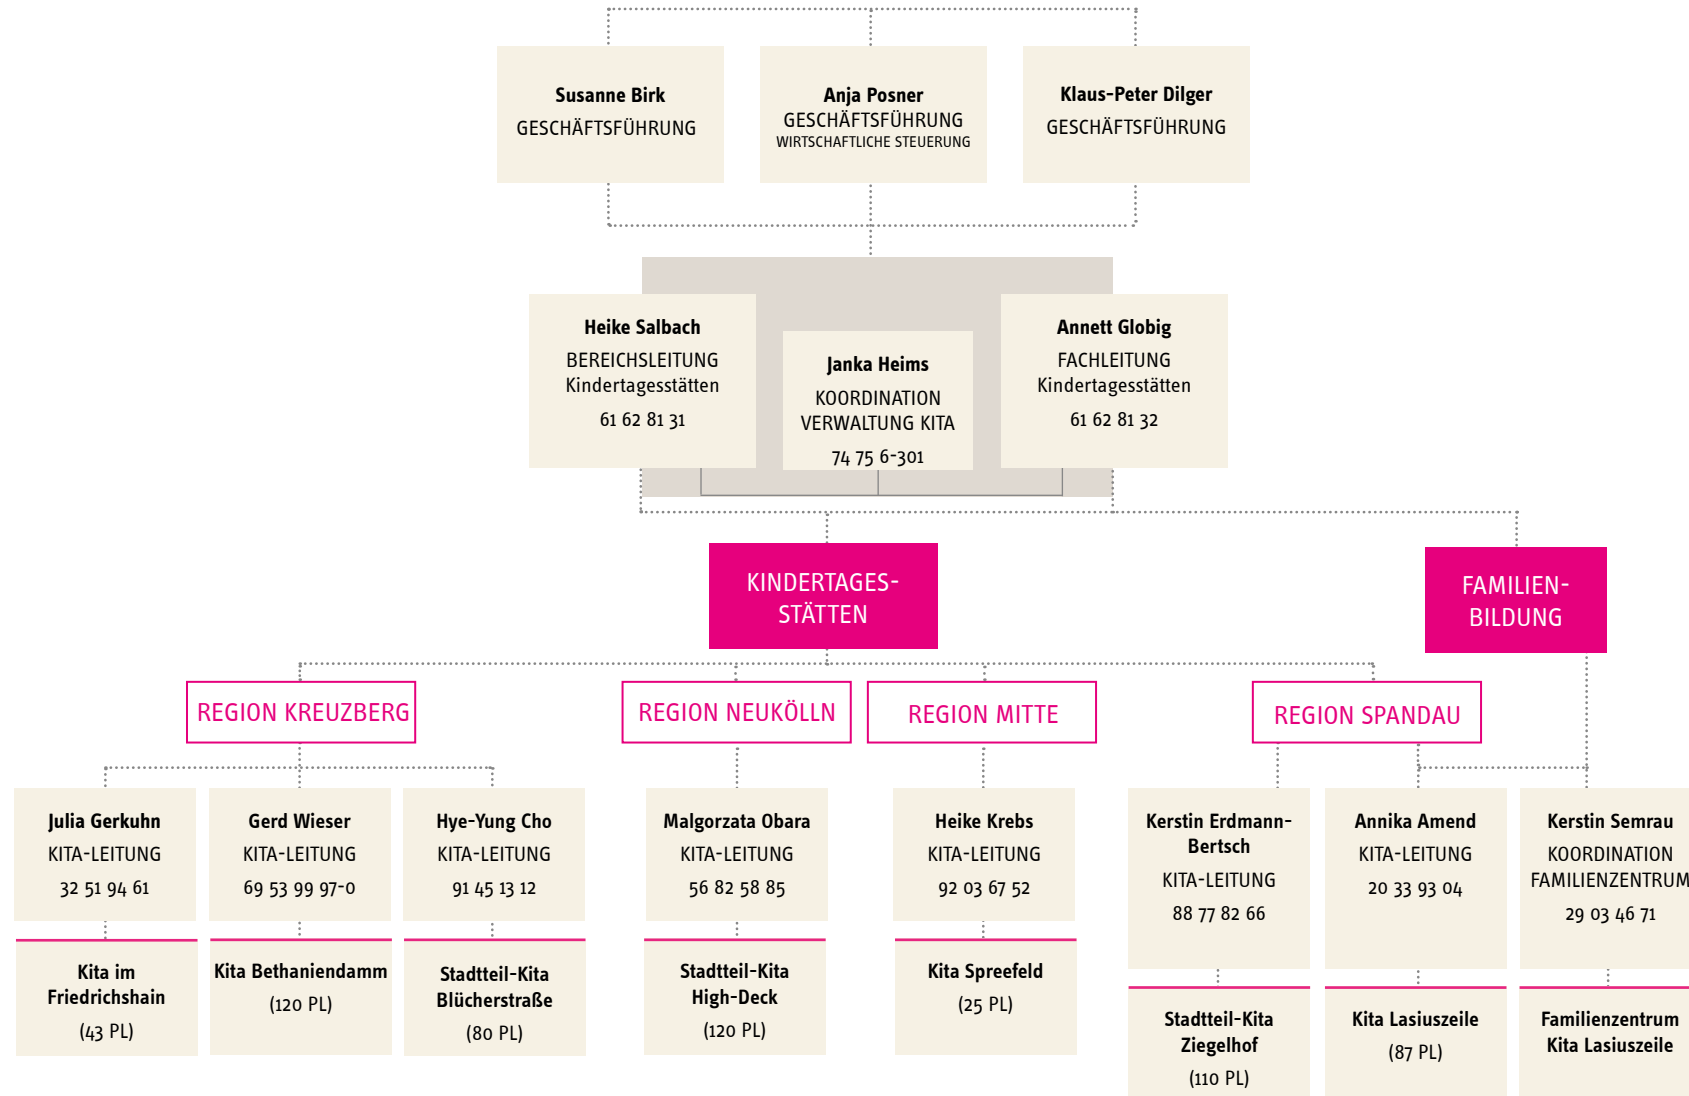 Susanne Birk
GESCHÄFTSFÜHRUNG
Anja Posner
GESCHÄFTSFÜHRUNG
WIRTSCHAFTLICHE STEUERUNG
Klaus-Peter Dilger
GESCHÄFTSFÜHRUNG
Heike Salbach
BEREICHSLEITUNG
Kindertagesstätten
61 62 81 31
Janka Heims
KOORDINATION
VERWALTUNG KITA
74 75 6-301
Annett Globig
FACHLEITUNG
Kindertagesstätten
61 62 81 32
KINDERTAGES-
STÄTTEN
FAMILIEN-
BILDUNG
REGION KREUZBERG
REGION NEUKÖLLN
REGION MITTE
REGION SPANDAU
Julia Gerkuhn
KITA-LEITUNG
32 51 94 61
Gerd Wieser
KITA-LEITUNG
69 53 99 97-0
Hye-Yung Cho
KITA-LEITUNG
91 45 13 12
Malgorzata Obara
KITA-LEITUNG
56 82 58 85
Heike Krebs
KITA-LEITUNG
92 03 67 52
Kerstin Erdmann-
Bertsch
KITA-LEITUNG
88 77 82 66
Annika Amend
KITA-LEITUNG
20 33 93 04
Kerstin Semrau
KOORDINATION
FAMILIENZENTRUM
29 03 46 71
Kita im
Friedrichshain
(43 PL)
Kita Bethaniendamm
(120 PL)
Stadtteil-Kita
Blücherstraße
(80 PL)
Stadtteil-Kita
High-Deck
(120 PL)
Kita Spreefeld
(25 PL)
Stadtteil-Kita
Ziegelhof
(110 PL)
Kita Lasiuszeile
(87 PL)
Familienzentrum
Kita Lasiuszeile